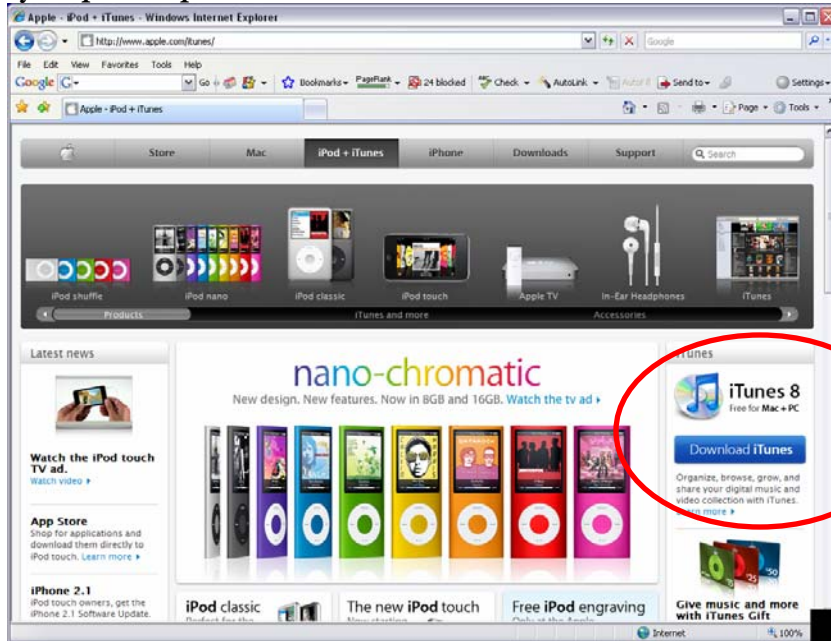 Apple - iPod + iTunes - Windows Internet Explorer
http://www.apple.com/itunes/
Google
File Edit View Favorites Tools Help
Google G Go Bookmarks PageRank 24 blocked Check AutoLink AutoFill Send to Settings
Apple - iPod + iTunes
Page Tools
Store Mac iPod + iTunes iPhone Downloads Support Search
iPod shuffle iPod nano iPod classic iPod touch Apple TV In-Ear Headphones iTunes
Products iTunes and more Accessories
Latest news
Watch the iPod touch
TV ad.
Watch video
App Store
Shop for applications and
download them directly to
iPod touch. Learn more
iPhone 2.1
iPod touch owners, get the
iPhone 2.1 Software Update.
nano-chromatic
New design. New features. Now in 8GB and 16GB. Watch the tv ad
iPod classic
The new iPod touch
Free iPod engraving
iTunes
iTunes 8
Free for Mac + PC
Download iTunes
Organize, browse, grow, and
share your digital music and
video collection with iTunes.
Learn more
Give music and more
with iTunes Gift
Internet 100%